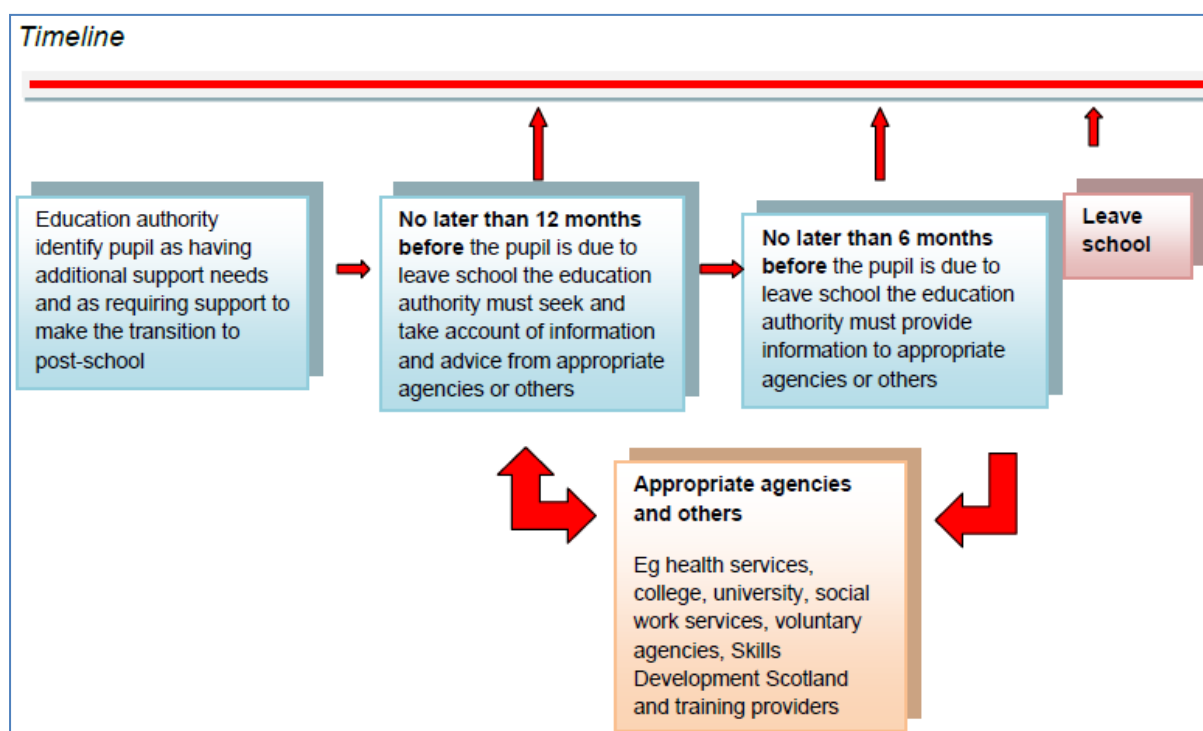 Timeline
Education authority
identify pupil as having
additional support needs
and as requiring support to
make the transition to
post-school
No later than 12 months
before the pupil is due to
leave school the education
authority must seek and
take account of information
and advice from appropriate
agencies or others
No later than 6 months
before the pupil is due to
leave school the education
authority must provide
information to appropriate
agencies or others
Leave
school
Appropriate agencies
and others
Eg health services,
college, university, social
work services, voluntary
agencies, Skills
Development Scotland
and training providers